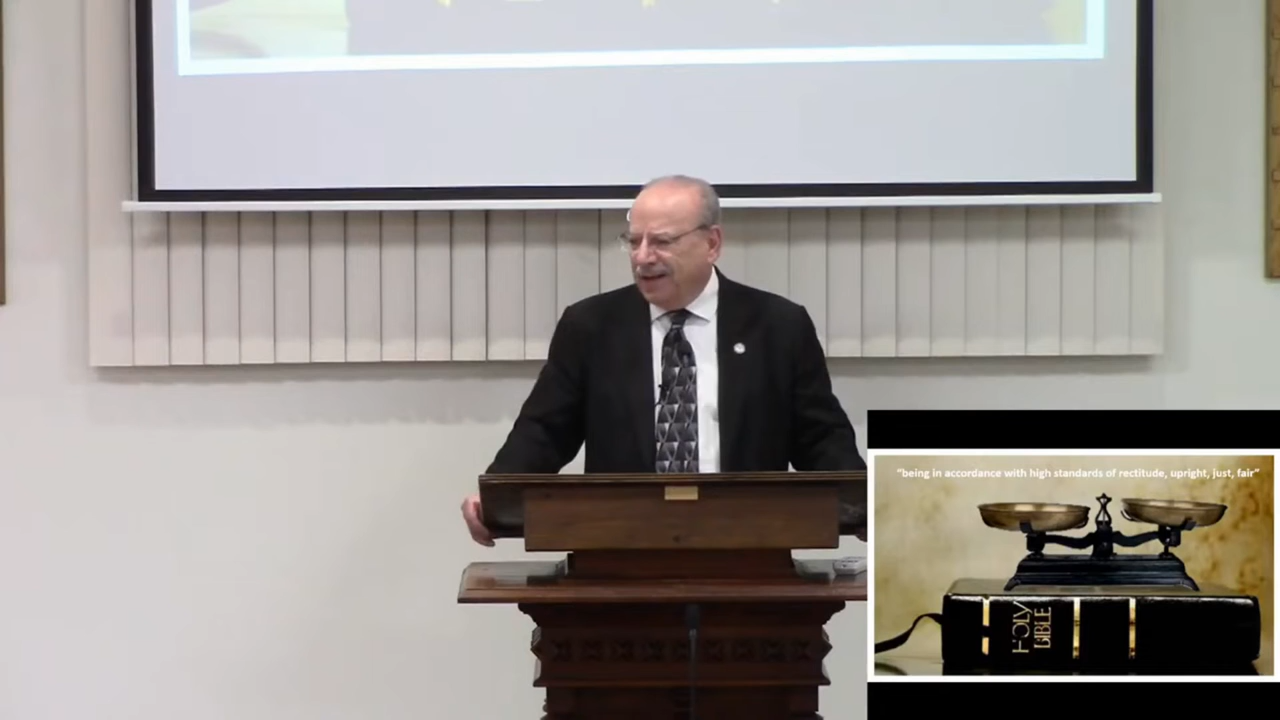 “being in accordance with high standards of rectitude, upright, just, fair”
HOLY
BIBLE